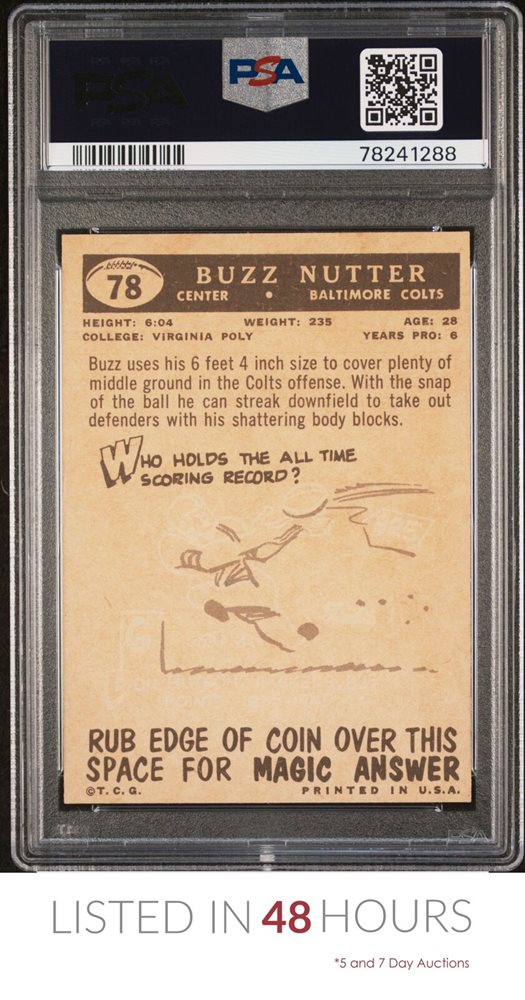 PSA
78241288
78
BUZZ NUTTER
CENTER • BALTIMORE COLTS
HEIGHT: 6:04 WEIGHT: 235 AGE: 28
COLLEGE: VIRGINIA POLY YEARS PRO: 6
Buzz uses his 6 feet 4 inch size to cover plenty of
middle ground in the Colts offense. With the snap
of the ball he can streak downfield to take out
defenders with his shattering body blocks.
WHO HOLDS THE ALL TIME
SCORING RECORD?
RUB EDGE OF COIN OVER THIS
SPACE FOR MAGIC ANSWER
©T.C.G. PRINTED IN U.S.A.
PSA
LISTED IN 48 HOURS
*5 and 7 Day Auctions